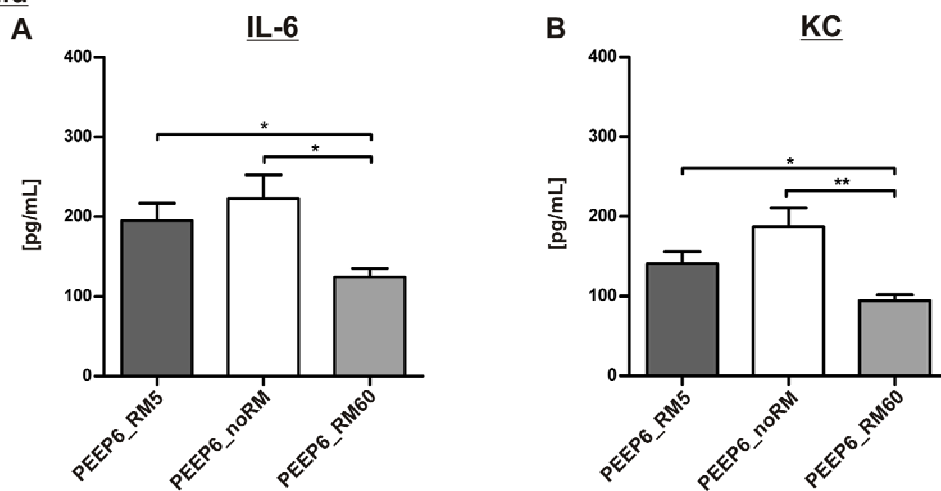 A
IL-6
400
300
200
100
0
[pg/mL]
*
*
PEEP6_RM5
PEEP6_noRM
PEEP6_RM60
B
KC
400
300
200
100
0
[pg/mL]
*
**
PEEP6_RM5
PEEP6_noRM
PEEP6_RM60